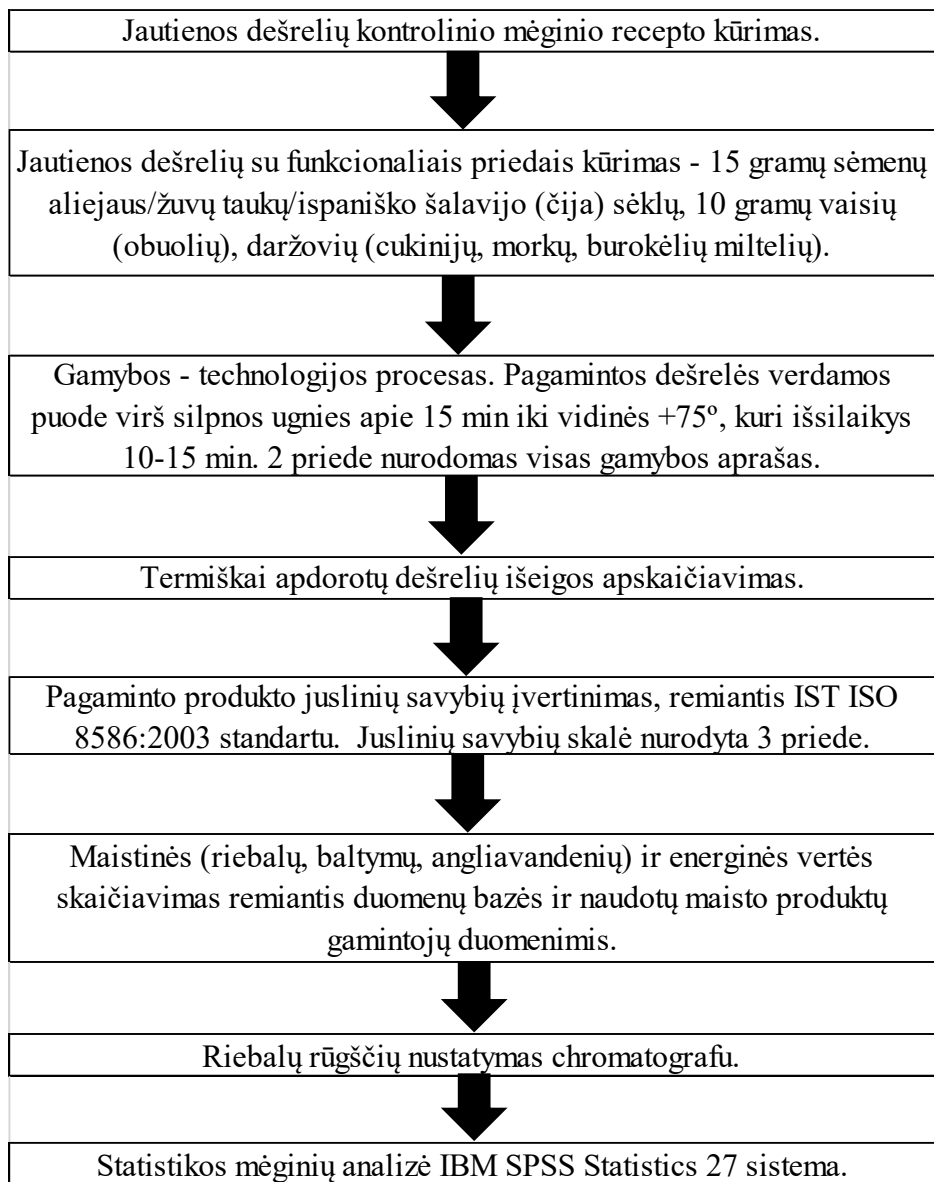 Jautienos dešrelių kontrolinio mėginio recepto kūrimas.
Jautienos dešrelių su funkcionaliais priedais kūrimas - 15 gramų sėmenų
aliejaus/žuvų taukų/ispaniško šalavijo (čija) sėklų, 10 gramų vaisių
(obuolių), daržovių (cukinijų, morkų, burokėlių miltelių).
Gamybos - technologijos procesas. Pagamintos dešrelės verdamos
puode virš silpnos ugnies apie 15 min iki vidinės +75º, kuri išsilaikys
10-15 min. 2 priede nurodomas visas gamybos aprašas.
Termiškai apdorotų dešrelių išeigos apskaičiavimas.
Pagaminto produkto juslinių savybių įvertinimas, remiantis IST ISO
8586:2003 standartu. Juslinių savybių skalė nurodyta 3 priede.
Maistinės (riebalų, baltymų, angliavandenių) ir energinės vertės
skaičiavimas remiantis duomenų bazės ir naudotų maisto produktų
gamintojų duomenimis.
Riebalų rūgščių nustatymas chromatografu.
Statistikos mėginių analizė IBM SPSS Statistics 27 sistema.